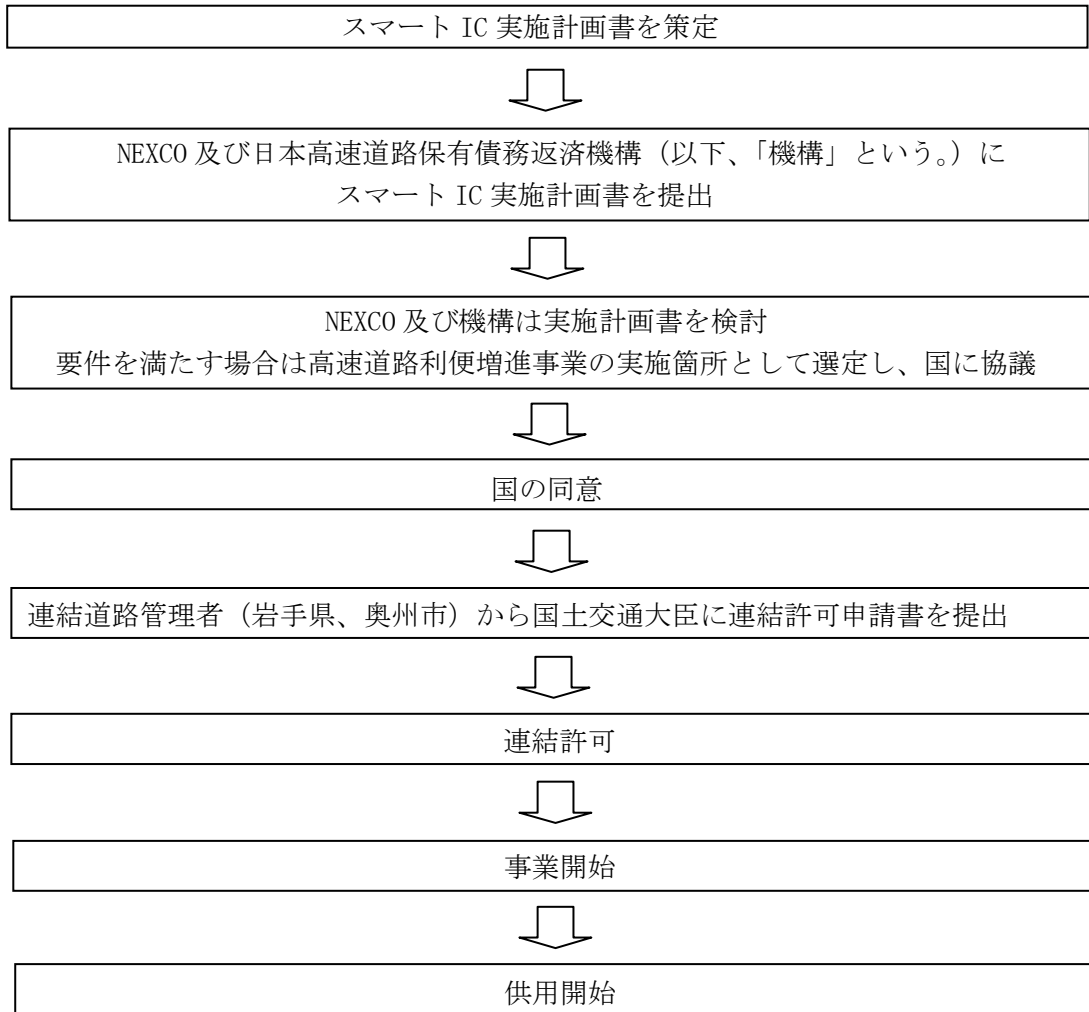 スマート IC 実施計画書を策定
NEXCO 及び日本高速道路保有債務返済機構（以下、「機構」という。）に
スマート IC 実施計画書を提出
NEXCO 及び機構は実施計画書を検討
要件を満たす場合は高速道路利便増進事業の実施箇所として選定し、国に協議
国の同意
連結道路管理者（岩手県、奥州市）から国土交通大臣に連結許可申請書を提出
連結許可
事業開始
供用開始